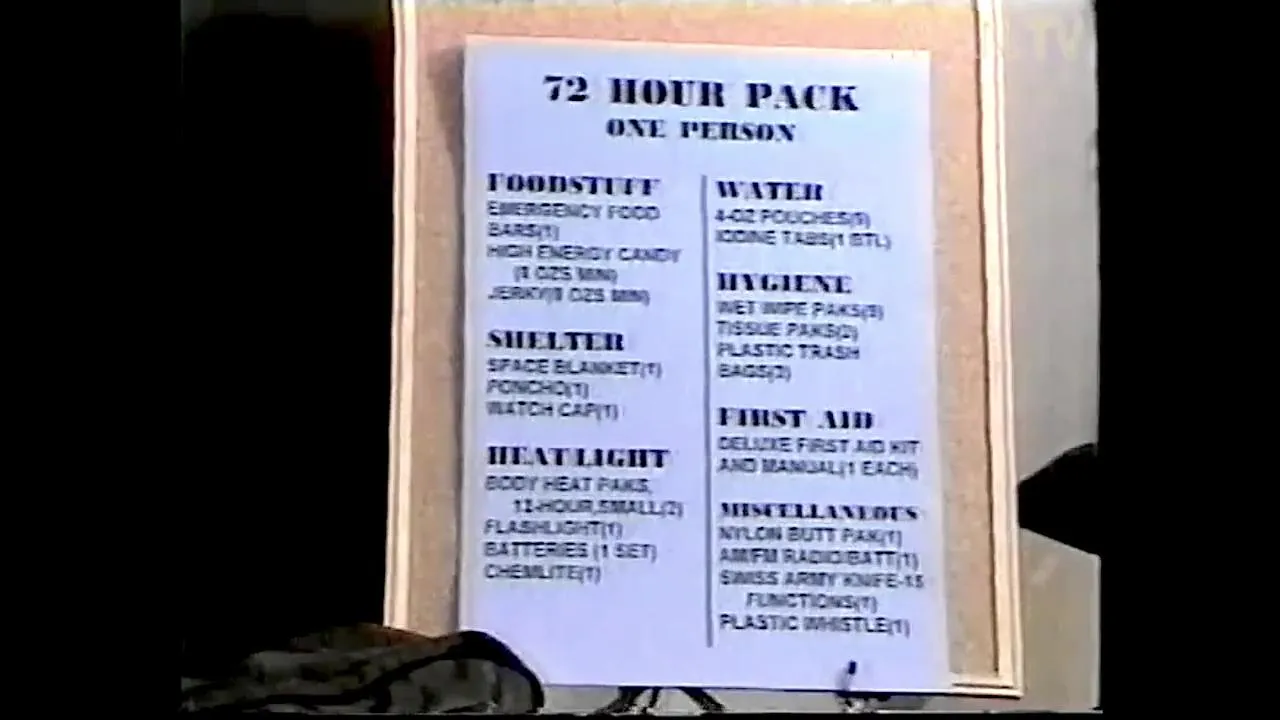 72 HOUR PACK
ONE PERSON
FOODSTUFF
EMERGENCY FOOD
BARS(1)
HIGH ENERGY CANDY
(8 OZS MIN)
JERKY(8 OZS MIN)
SHELTER
SPACE BLANKET(1)
PONCHO(1)
WATCH CAP(1)
HEAT/LIGHT
BODY HEAT PAKS,
12-HOUR,SMALL(2)
FLASHLIGHT(1)
BATTERIES (1 SET)
CHEMLITE(1)
WATER
4-OZ POUCHES
IODINE TABS(1 BTL)
HYGIENE
WET WIPE PAKS
TISSUE PAKS
PLASTIC TRASH
BAGS
FIRST AID
DELUXE FIRST AID KIT
AND MANUAL(1 EACH)
MISCELLANEOUS
NYLON BUTT PAK(1)
AM/FM RADIO/BATT(1)
SWISS ARMY KNIFE-15
FUNCTIONS(1)
PLASTIC WHISTLE(1)
TV